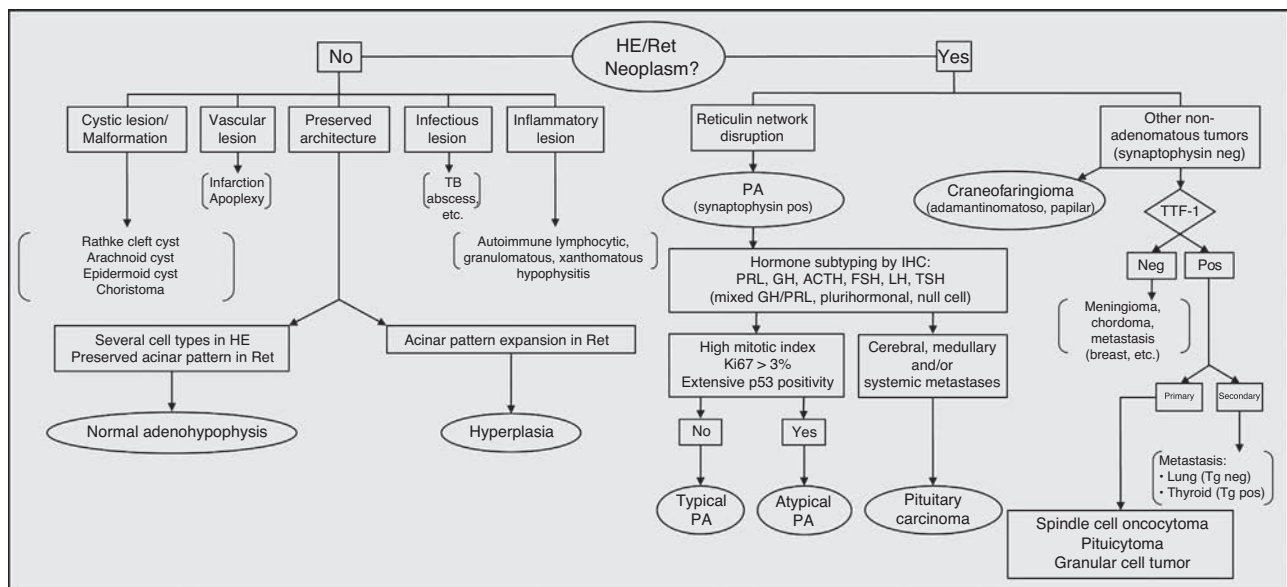 HE/Ret
Neoplasm?
No
Yes
Cystic lesion/
Malformation
Vascular
lesion
Preserved
architecture
Infectious
lesion
Inflammatory
lesion
Reticulin network
disruption
Other non-
adenomatous tumors
(synaptophysin neg)
Infarction
Apoplexy
TB
abscess,
etc.
PA
(synaptophysin pos)
Craneofaringioma
(adamantinomatoso, papilar)
TTF-1
Rathke cleft cyst
Arachnoid cyst
Epidermoid cyst
Choristoma
Autoimmune lymphocytic,
granulomatous, xanthomatous
hypophysitis
Hormone subtyping by IHC:
PRL, GH, ACTH, FSH, LH, TSH
(mixed GH/PRL, plurihormonal, null cell)
Neg
Pos
Meningioma,
chordoma,
metastasis
(breast, etc.)
Several cell types in HE
Preserved acinar pattern in Ret
Acinar pattern expansion in Ret
High mitotic index
Ki67 > 3%
Extensive p53 positivity
Cerebral, medullary
and/or
systemic metastases
Primary
Secondary
Normal adenohypophysis
Hyperplasia
No
Yes
Metastasis:
• Lung (Tg neg)
• Thyroid (Tg pos)
Typical
PA
Atypical
PA
Pituitary
carcinoma
Spindle cell oncocytoma
Pituicytoma
Granular cell tumor